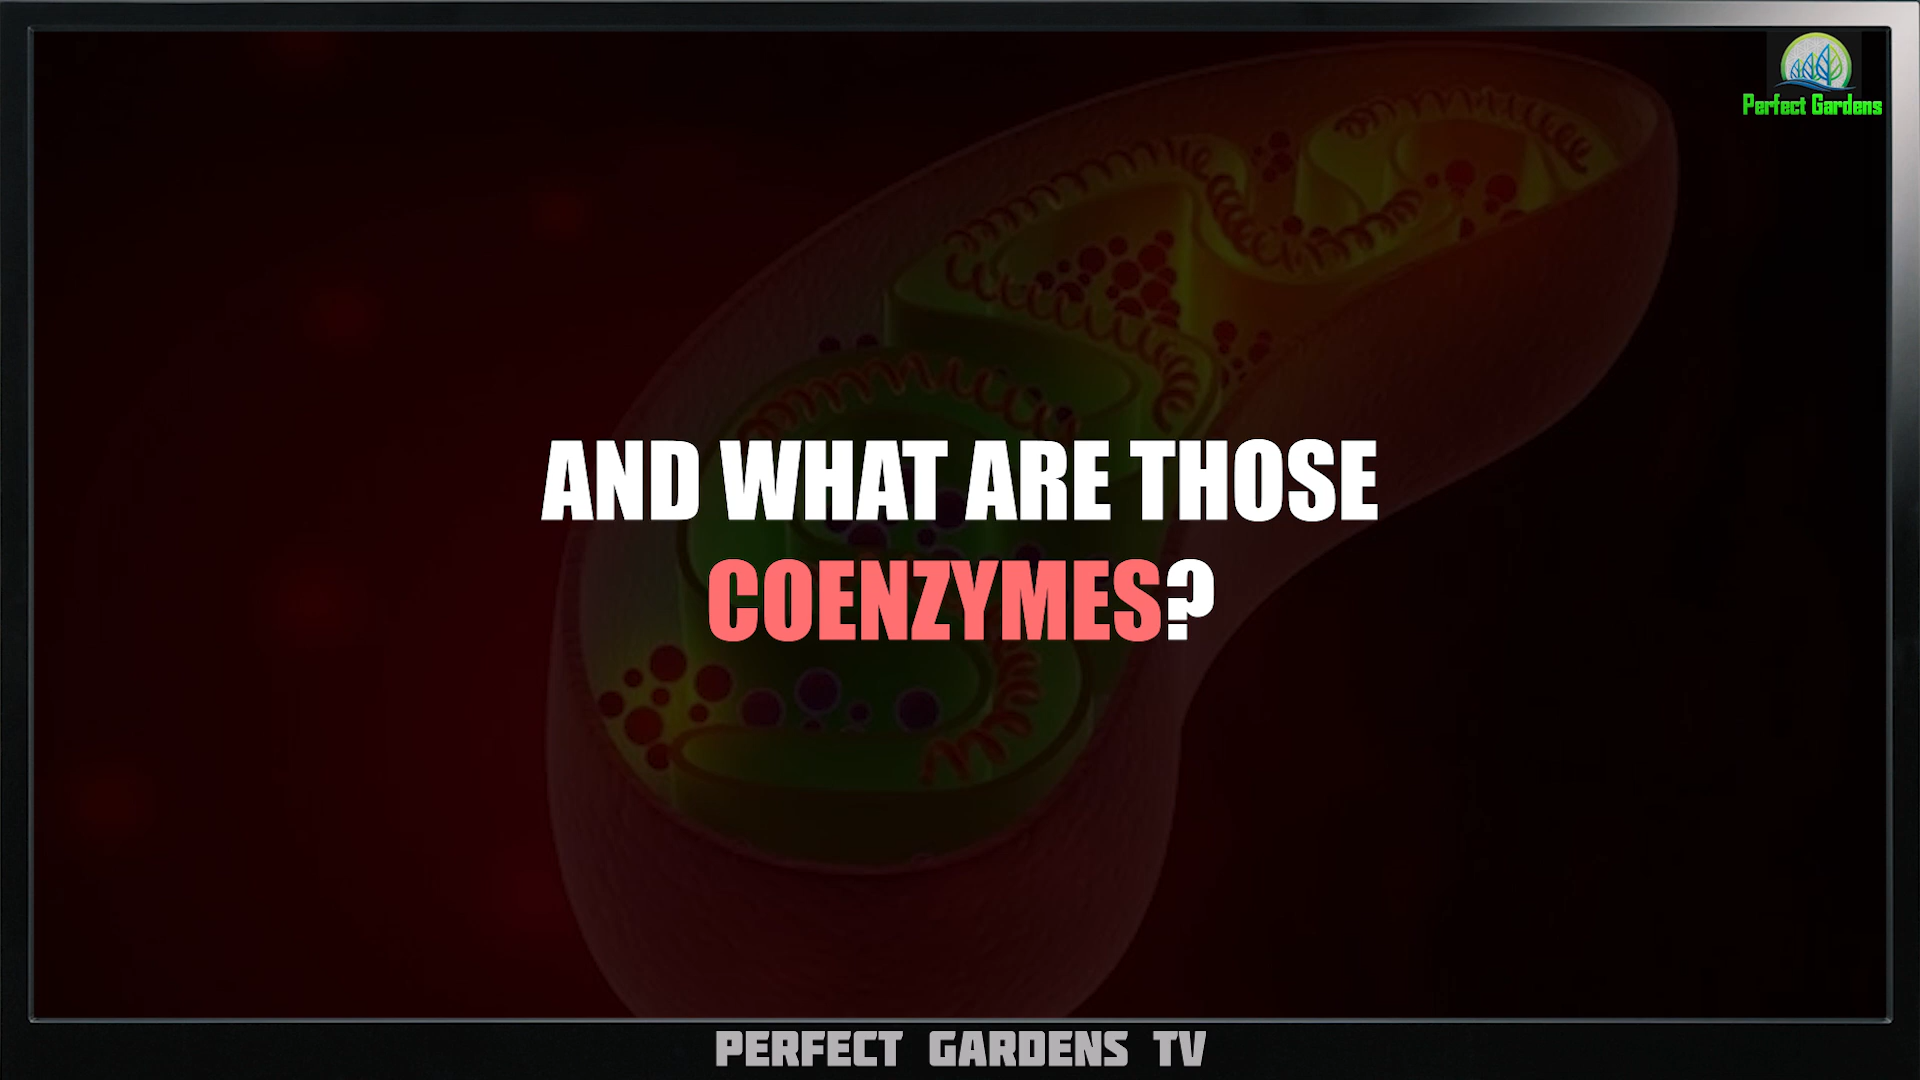 Perfect Gardens
AND WHAT ARE THOSE
COENZYMES?
PERFECT GARDENS TV